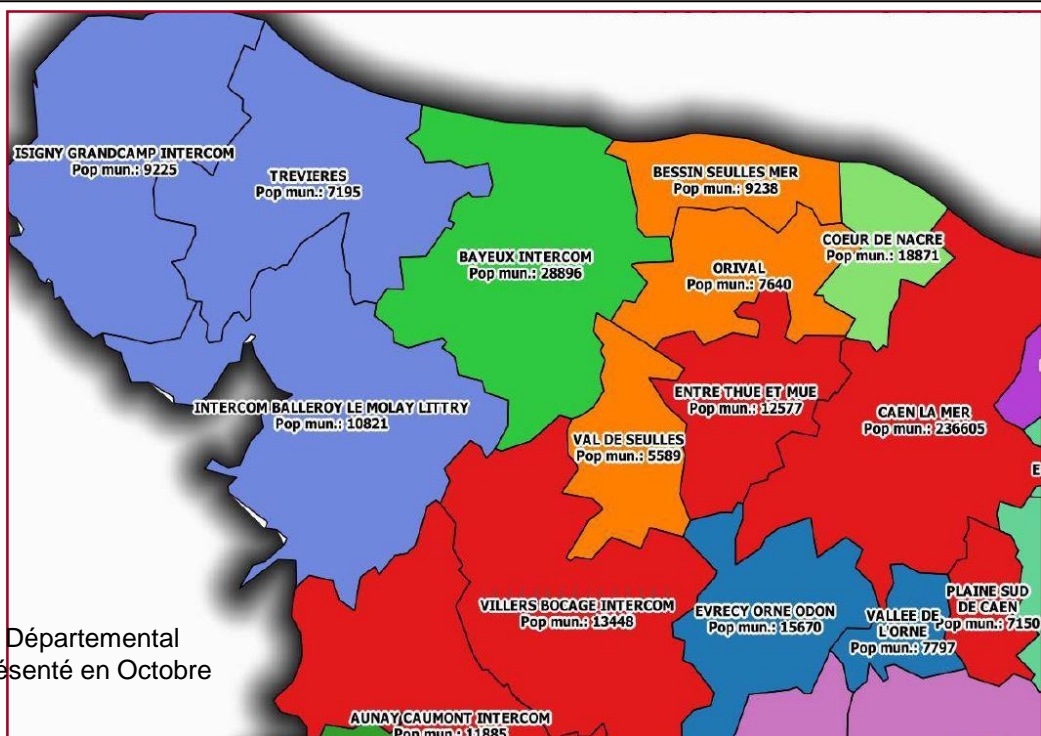 ISIGNY GRANDCAMP INTERCOM
Pop mun.: 9225
TREVIERES
Pop mun.: 7195
BESSIN SEULLES MER
Pop mun.: 9238
COEUR DE NACRE
Pop mun.: 18871
BAYEUX INTERCOM
Pop mun.: 28896
ORIVAL
Pop mun.: 7640
INTERCOM BALLEROY LE MOLAY LITTRY
Pop mun.: 10821
ENTRE THUE ET MUE
Pop mun.: 12577
CAEN LA MER
Pop mun.: 236605
VAL DE SEULLES
Pop mun.: 5589
E
VILLERS BOCAGE INTERCOM
Pop mun.: 13448
EVRECY ORNE ODON
Pop mun.: 15670
VALLEE DE
L'ORNE
Pop mun.: 7797
PLAINE SUD
DE CAEN
Pop mun.: 7150
Départemental
ésenté en Octobre
AUNAY CAUMONT INTERCOM
Pop mun.: 11885